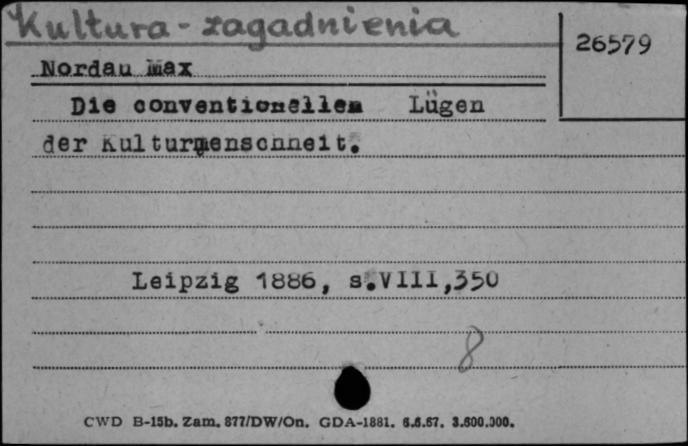 Kultura - zagadnienia
26579
Nordau Max
Die conventionellen Lügen
der Kulturmenschheit.
Leipzig 1886, s.VIII,350
8
CWD B-15b. Zam. 877/DW/On. GDA-1881. 6.6.67. 3.600.000.